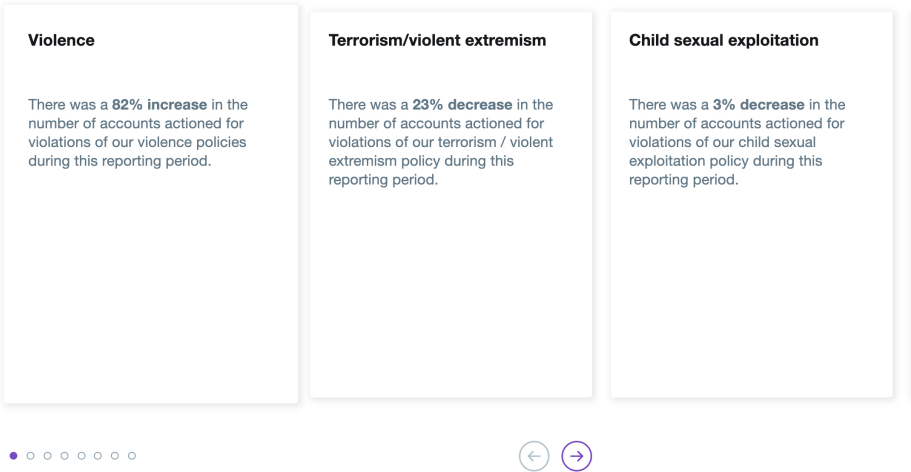 Violence
There was a 82% increase in the
number of accounts actioned for
violations of our violence policies
during this reporting period.
Terrorism/violent extremism
There was a 23% decrease in the
number of accounts actioned for
violations of our terrorism / violent
extremism policy during this
reporting period.
Child sexual exploitation
There was a 3% decrease in the
number of accounts actioned for
violations of our child sexual
exploitation policy during this
reporting period.